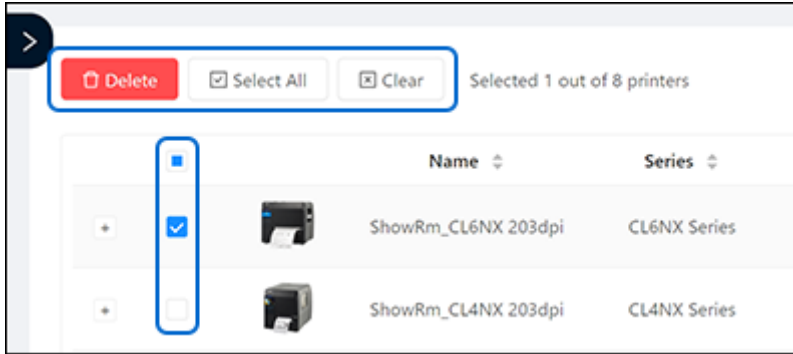 Delete Select All Clear Selected 1 out of 8 printers
Name Series
ShowRm_CL6NX 203dpi CL6NX Series
ShowRm_CL4NX 203dpi CL4NX Series